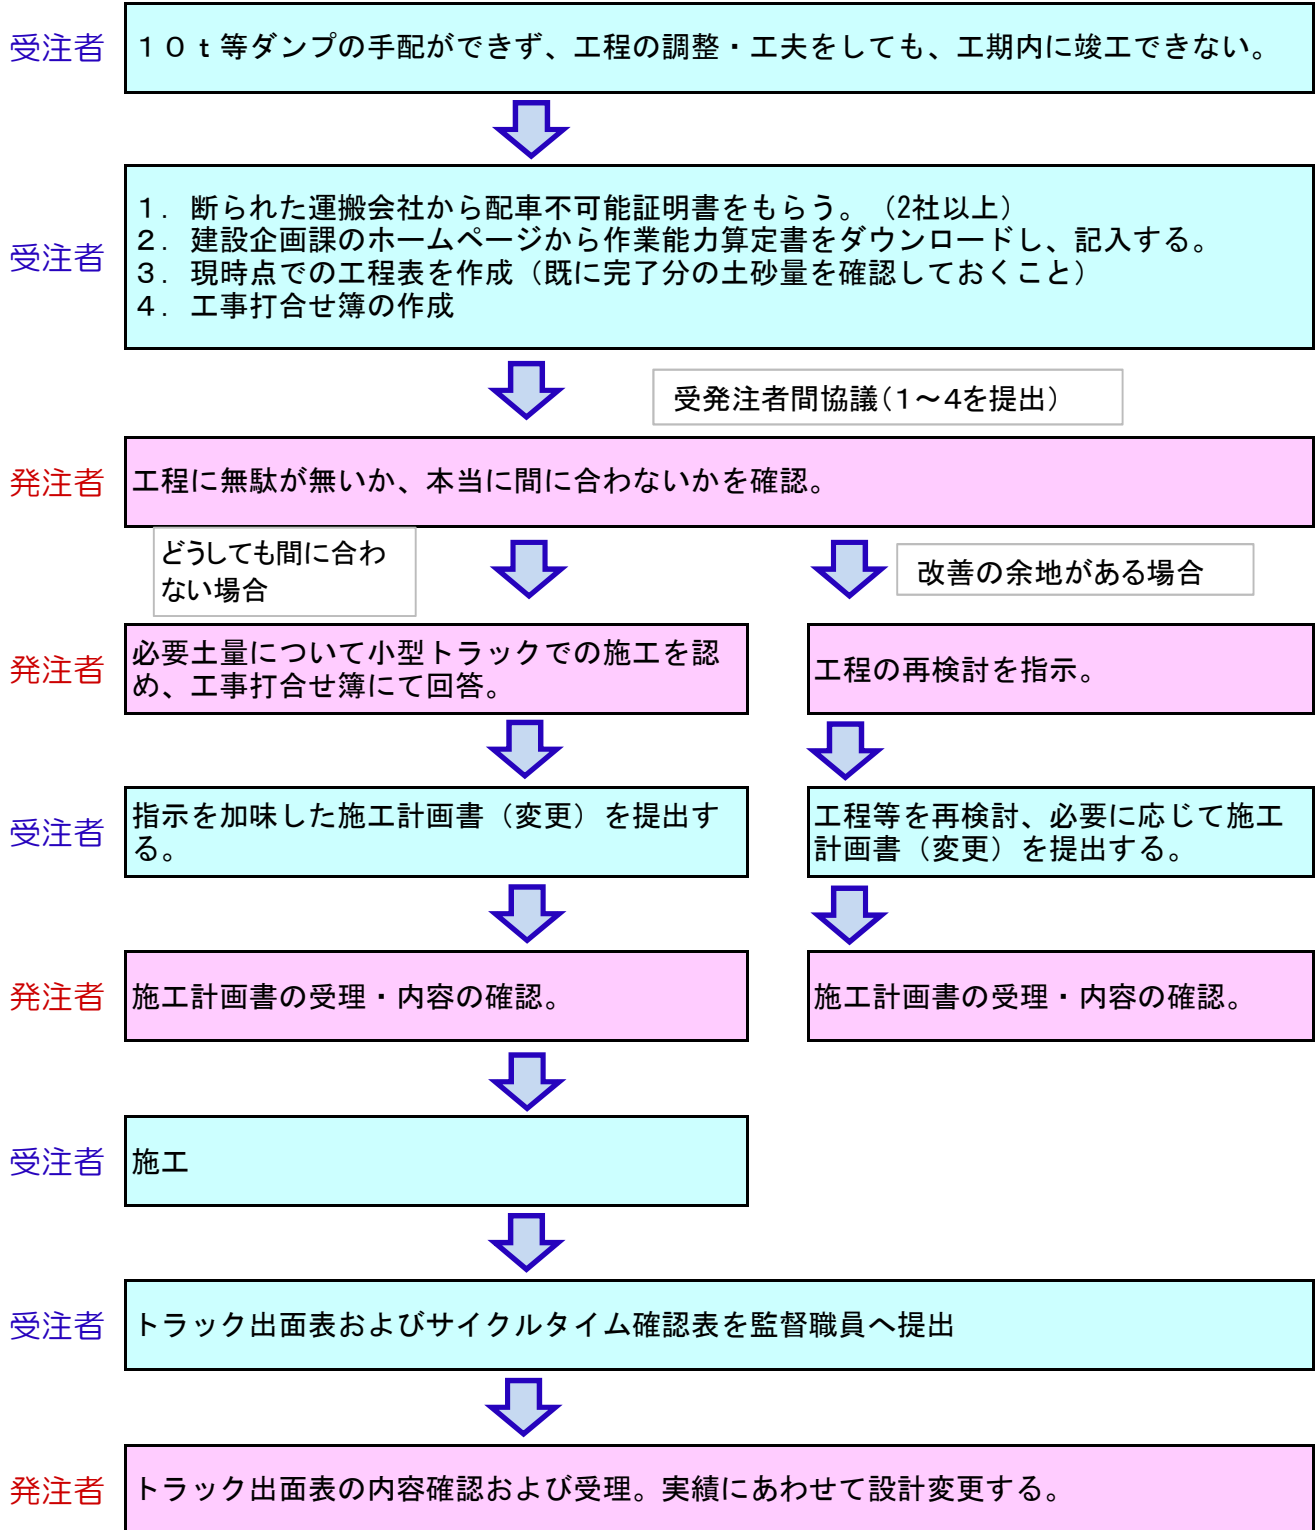 受注者
１０ｔ等ダンプの手配ができず、工程の調整・工夫をしても、工期内に竣工できない。
受注者
１．断られた運搬会社から配車不可能証明書をもらう。（2社以上）
２．建設企画課のホームページから作業能力算定書をダウンロードし、記入する。
３．現時点での工程表を作成（既に完了分の土砂量を確認しておくこと）
４．工事打合せ簿の作成
受発注者間協議（１～４を提出）
発注者
工程に無駄が無いか、本当に間に合わないかを確認。
どうしても間に合わ
ない場合
改善の余地がある場合
発注者
必要土量について小型トラックでの施工を認
め、工事打合せ簿にて回答。
工程の再検討を指示。
受注者
指示を加味した施工計画書（変更）を提出す
る。
工程等を再検討、必要に応じて施工
計画書（変更）を提出する。
発注者
施工計画書の受理・内容の確認。
施工計画書の受理・内容の確認。
受注者
施工
受注者
トラック出面表およびサイクルタイム確認表を監督職員へ提出
発注者
トラック出面表の内容確認および受理。実績にあわせて設計変更する。